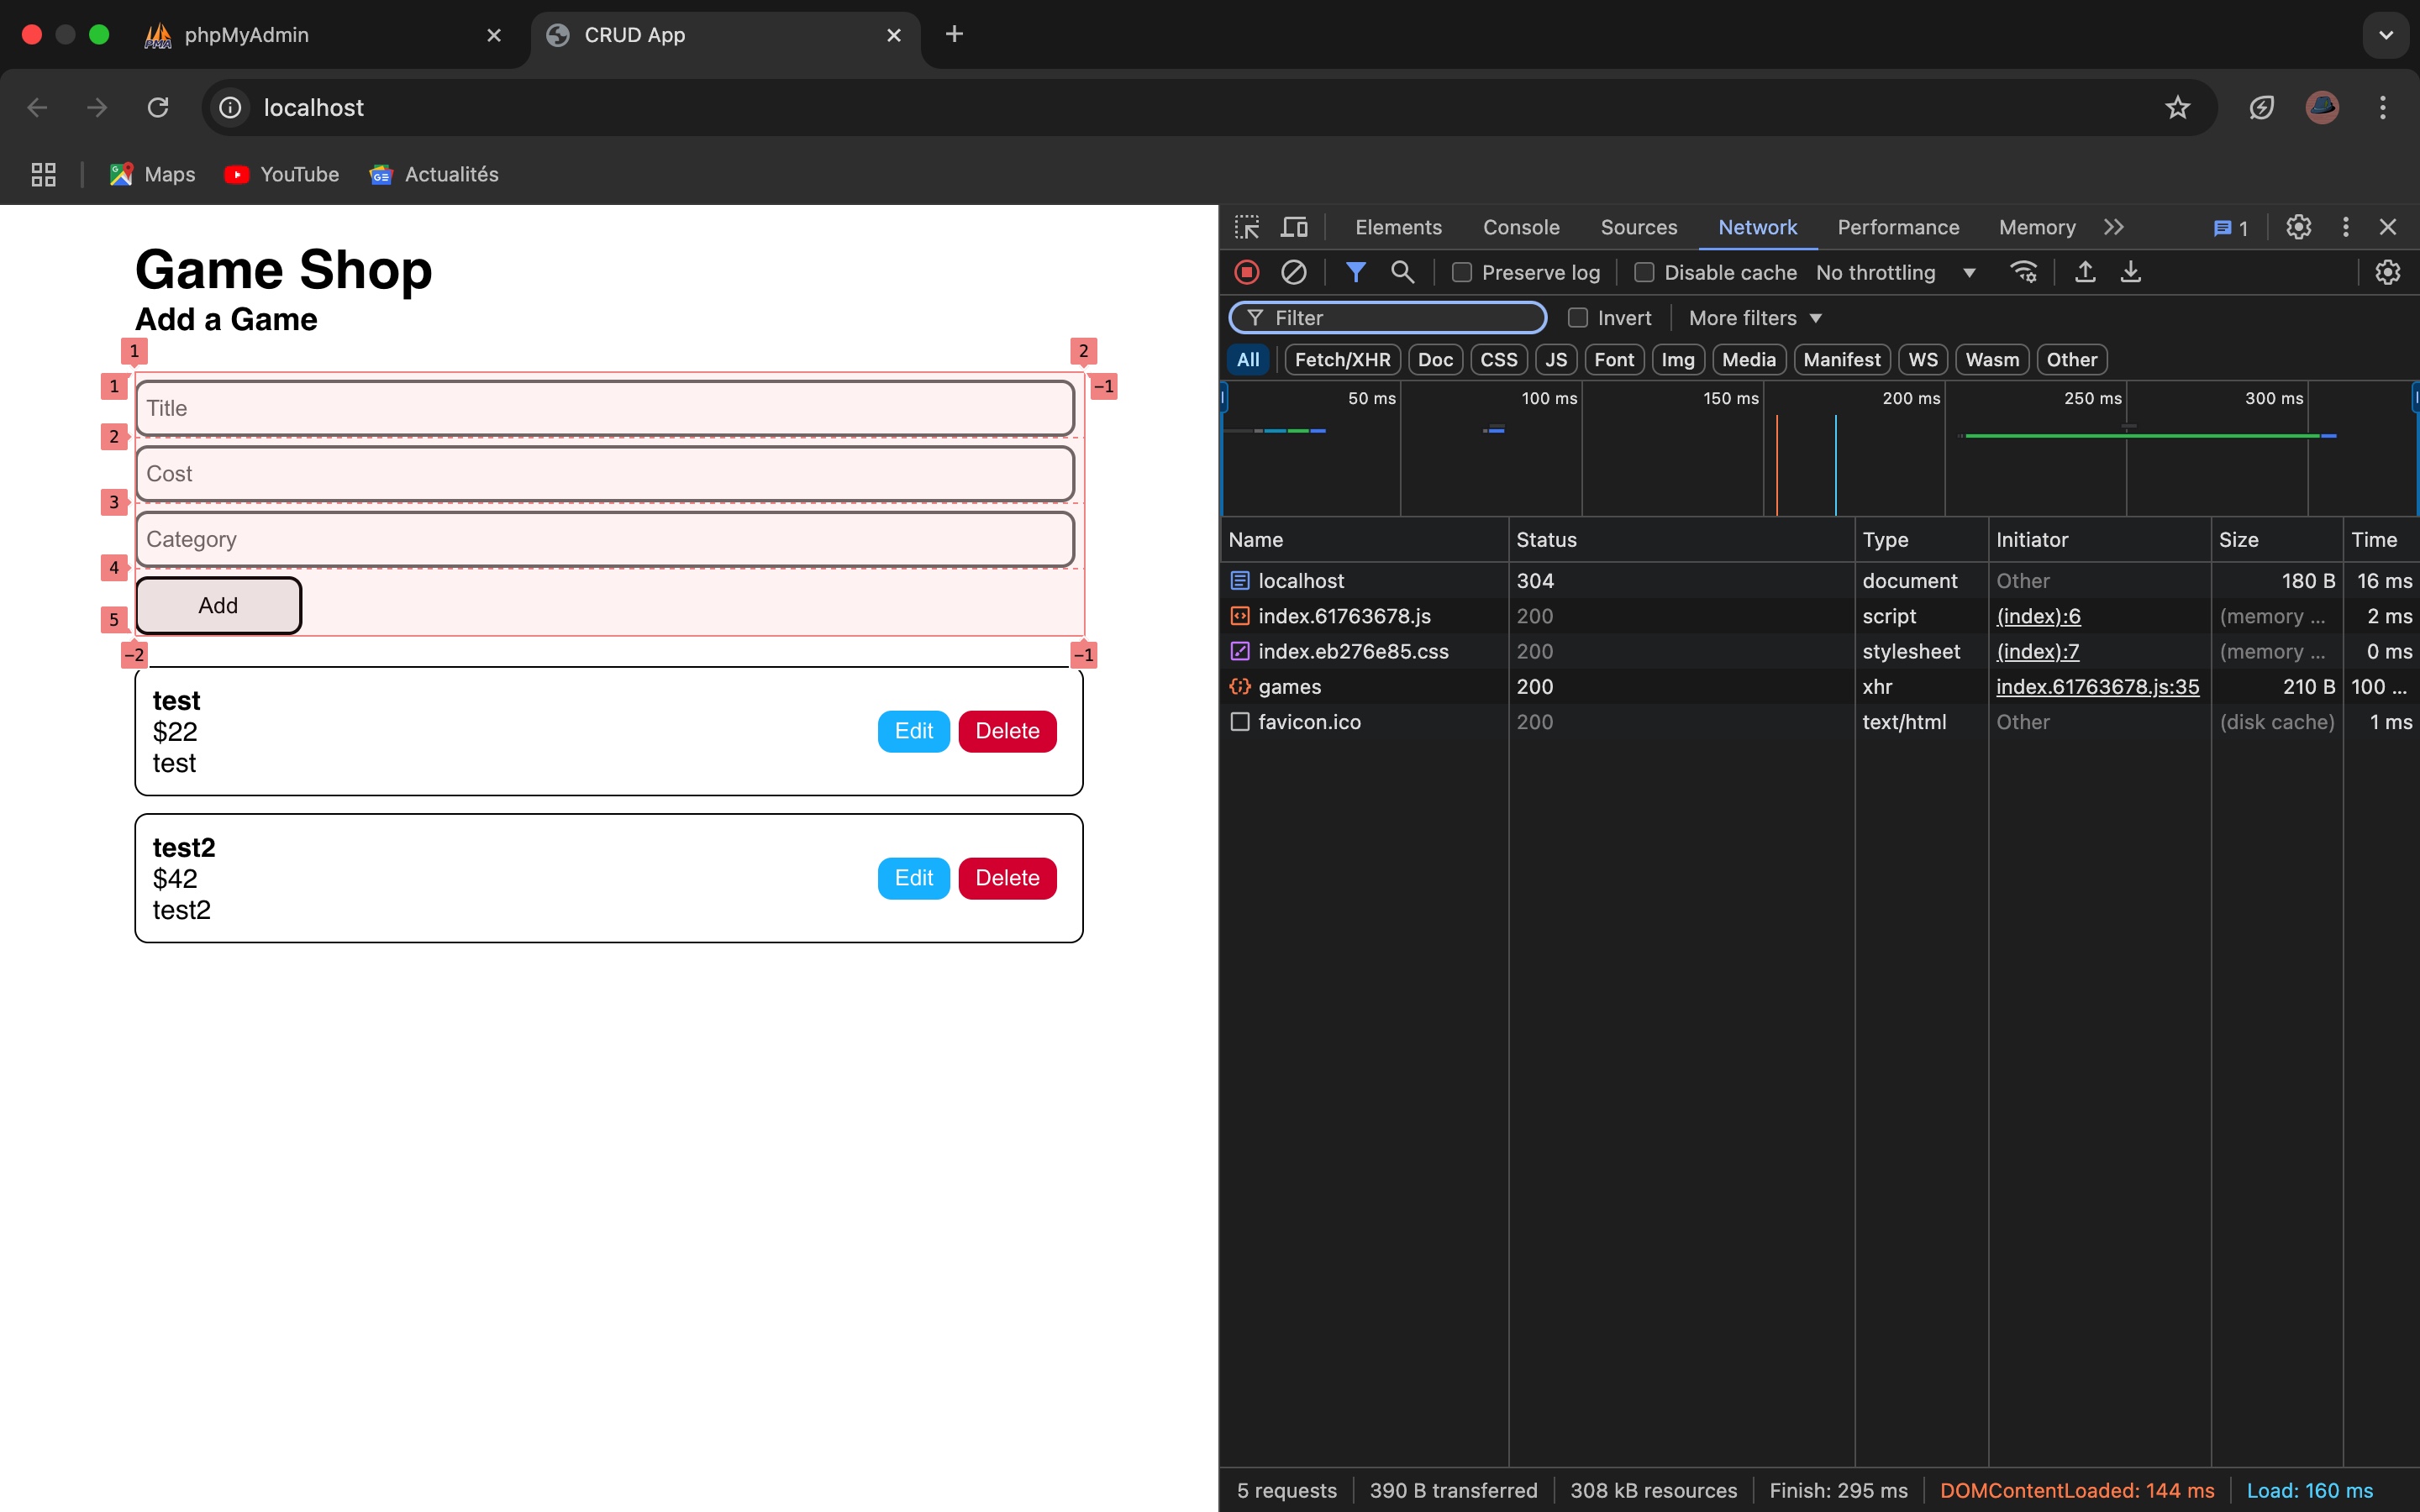 phpMyAdmin
CRUD App
localhost
Maps
YouTube
Actualités
Game Shop
Add a Game
1
2
1
−1
Title
2
Cost
3
Category
4
Add
5
−2
−1
test
$22
test
Edit
Delete
test2
$42
test2
Edit
Delete
Elements Console Sources Network Performance Memory 1
Preserve log Disable cache No throttling
Filter Invert More filters
All Fetch/XHR Doc CSS JS Font Img Media Manifest WS Wasm Other
50 ms 100 ms 150 ms 200 ms 250 ms 300 ms
Name Status Type Initiator Size Time
localhost 304 document Other 180 B 16 ms
index.61763678.js 200 script (index):6 (memory ... 2 ms
index.eb276e85.css 200 stylesheet (index):7 (memory ... 0 ms
games 200 xhr index.61763678.js:35 210 B 100 ...
favicon.ico 200 text/html Other (disk cache) 1 ms
5 requests 390 B transferred 308 kB resources Finish: 295 ms DOMContentLoaded: 144 ms Load: 160 ms